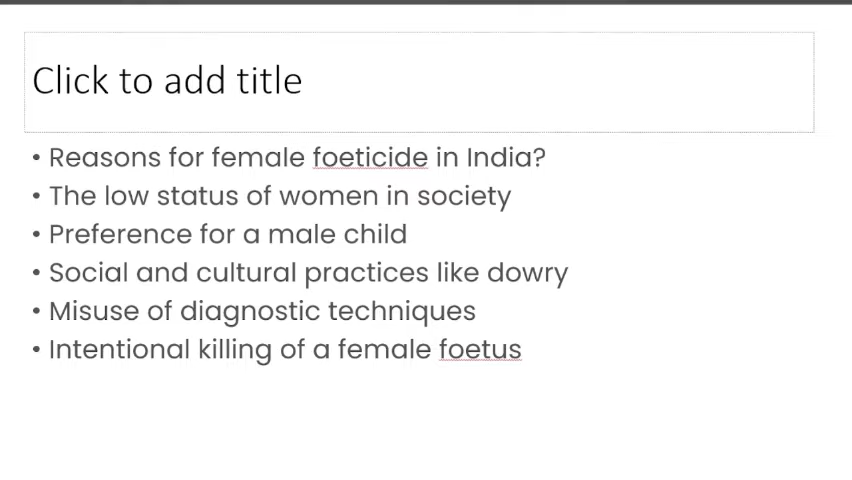 Click to add title
• Reasons for female foeticide in India?
• The low status of women in society
• Preference for a male child
• Social and cultural practices like dowry
• Misuse of diagnostic techniques
• Intentional killing of a female foetus